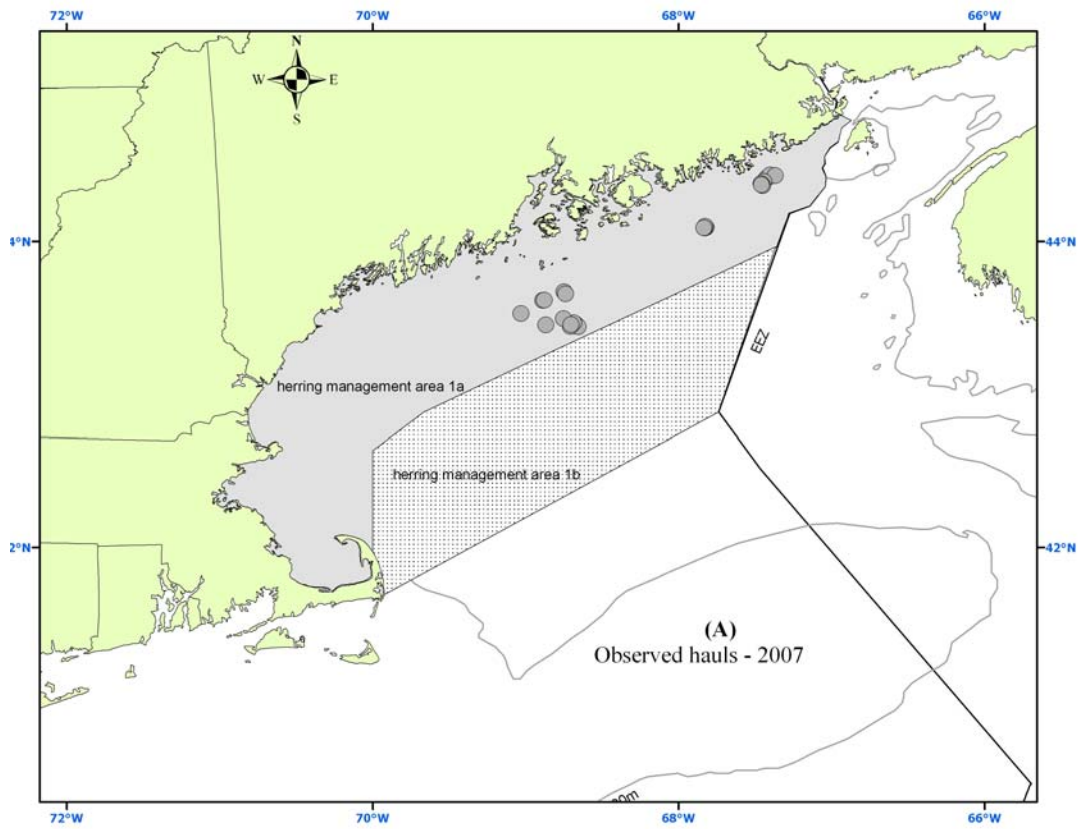 72°W 70°W 68°W 66°W
N
W E
S
4°N 44°N
EEZ
herring management area 1a
herring management area 1b
2°N 42°N
(A)
Observed hauls - 2007
72°W 70°W 68°W 66°W